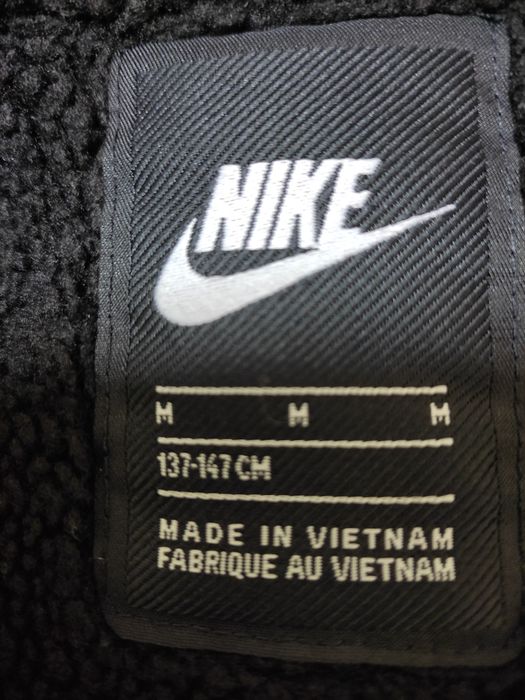 NIKE
M M M
137-147 CM
MADE IN VIETNAM
FABRIQUE AU VIETNAM